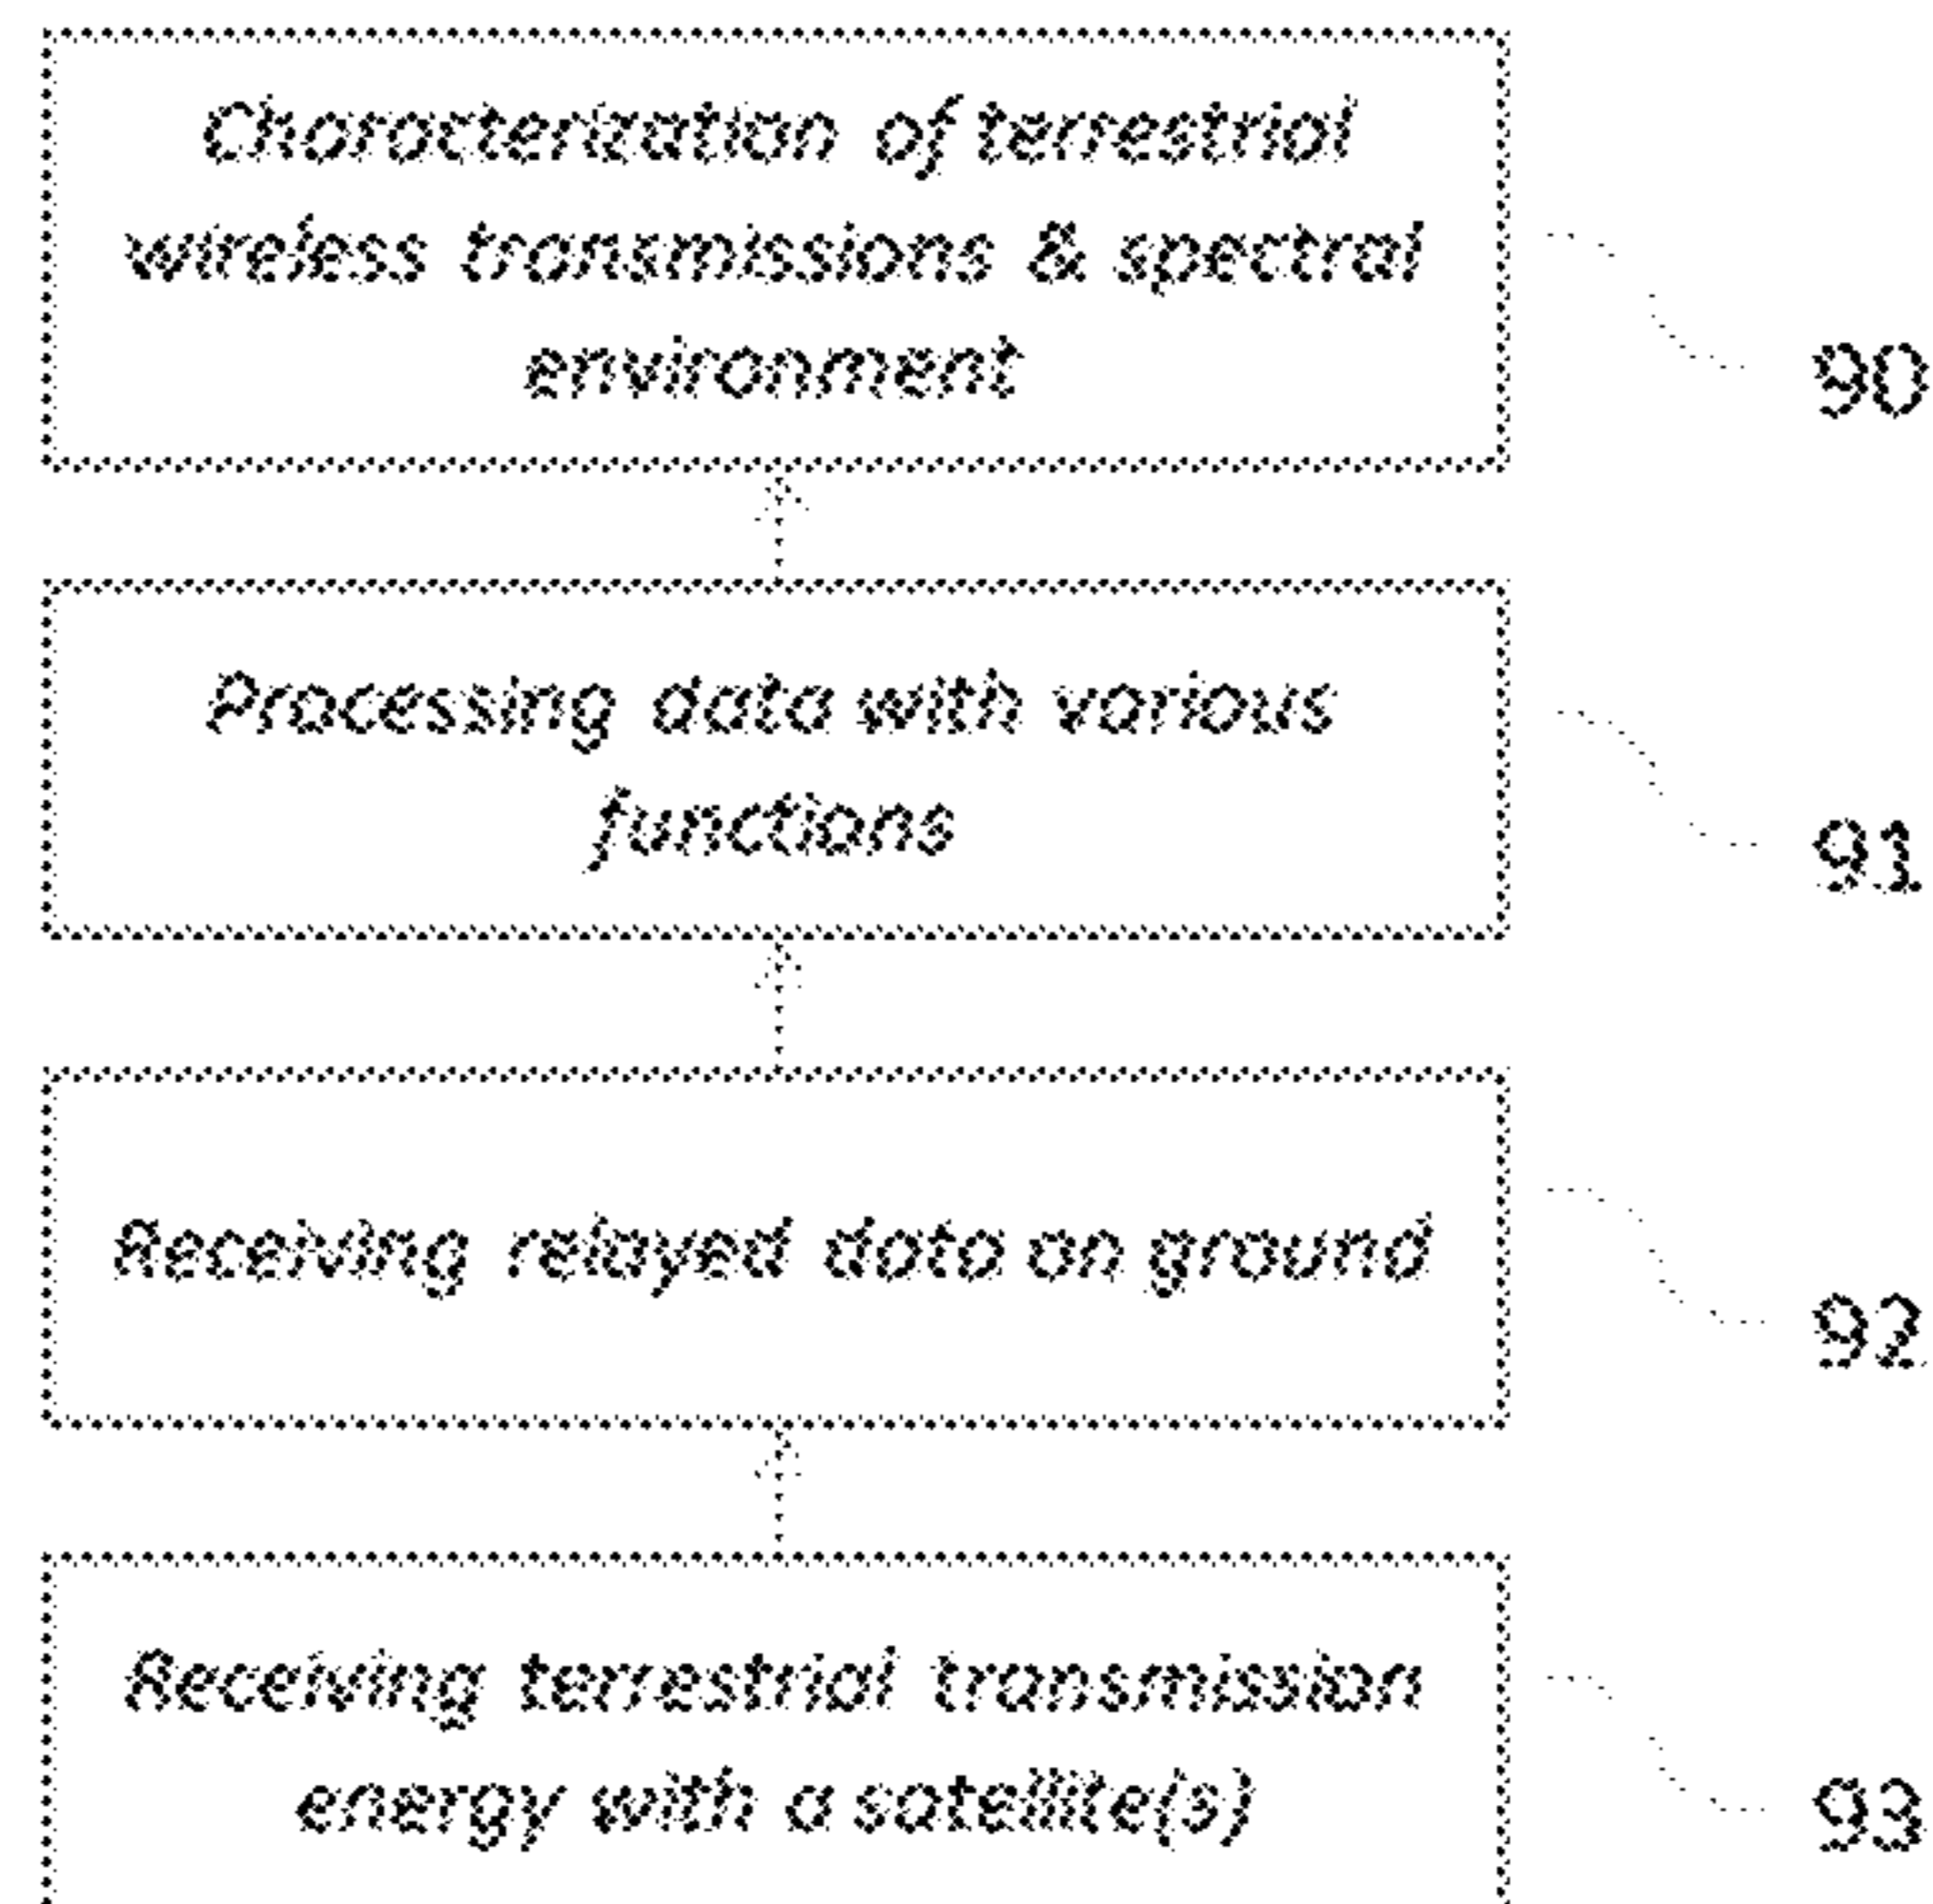 Characterization of terrestrial
wireless transmissions & spectral
environment
90
Processing data with various
functions
91
Receiving relayed data on ground
92
Receiving terrestrial transmission
energy with a satellite(s)
93